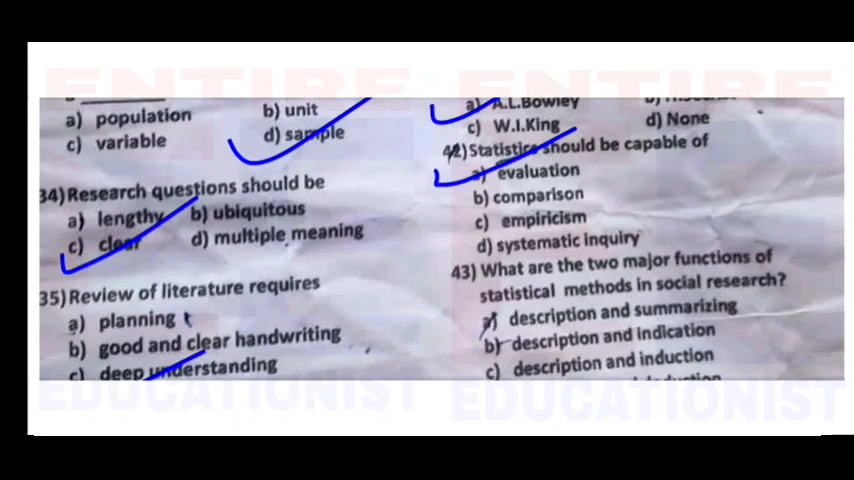 ENTIRE
ENTIRE
a) population
b) unit
c) variable
d) sample
34) Research questions should be
a) lengthy b) ubiquitous
c) clear d) multiple meaning
35) Review of literature requires
a) planning
b) good and clear handwriting
c) deep understanding
a) A.L.Bowley
c) W.I.King d) None
42) Statistics should be capable of
a) evaluation
b) comparison
c) empiricism
d) systematic inquiry
43) What are the two major functions of
statistical methods in social research?
a) description and summarizing
b) description and indication
c) description and induction
EDUCATIONIST
EDUCATIONIST